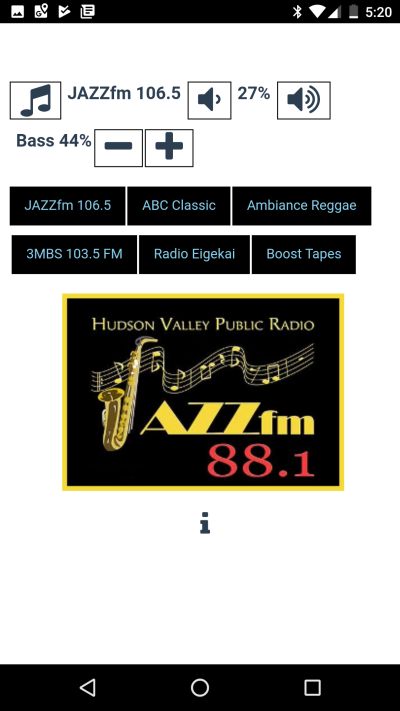 5:20
JAZZfm 106.5 27%
Bass 44%
JAZZfm 106.5 ABC Classic Ambiance Reggae
3MBS 103.5 FM Radio Eigekai Boost Tapes
HUDSON VALLEY PUBLIC RADIO
JAZZfm
88.1